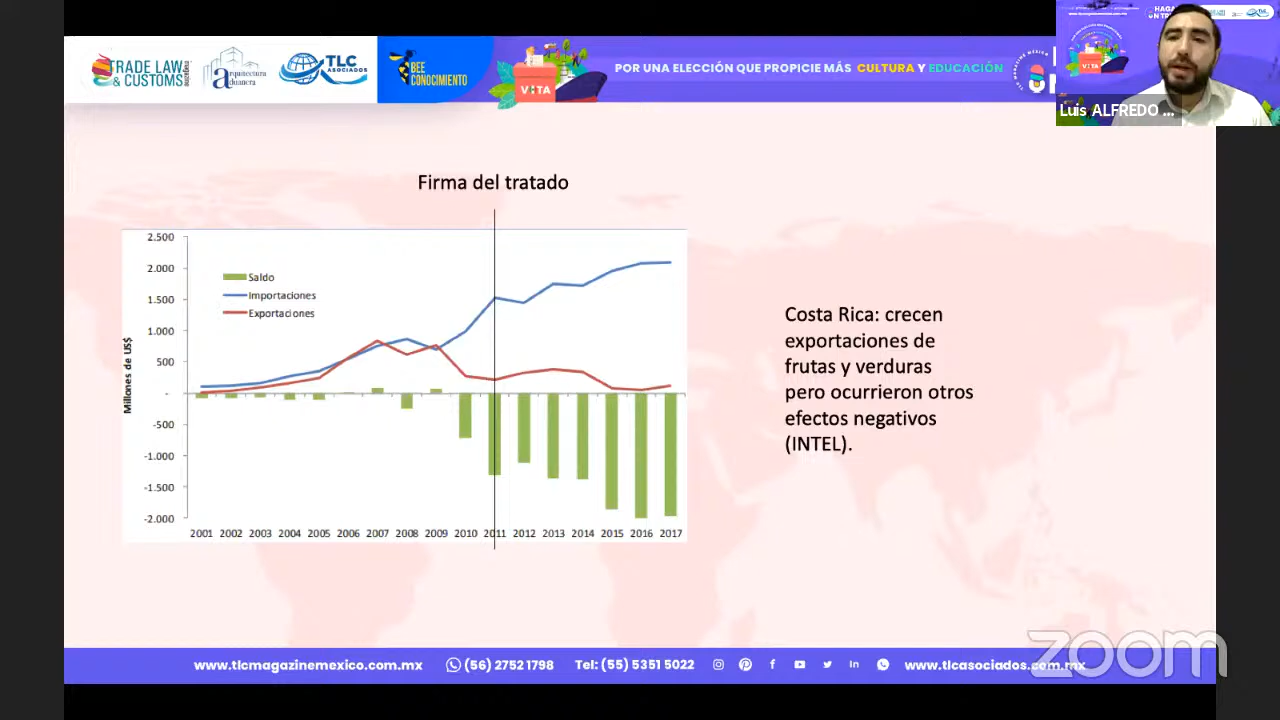 TRADE LAW
& CUSTOMS
Arquitectura
Aduanera
TLC
ASOCIADOS
BEE
CONOCIMIENTO
VOTA
POR UNA ELECCIÓN QUE PROPICIE MÁS CULTURA Y EDUCACIÓN
Luis ALFREDO ...
Firma del tratado
2.500
2.000
1.500
1.000
500
-
-500
-1.000
-1.500
-2.000
Millones de US$
Saldo
Importaciones
Exportaciones
2001 2002 2003 2004 2005 2006 2007 2008 2009 2010 2011 2012 2013 2014 2015 2016 2017
Costa Rica: crecen
exportaciones de
frutas y verduras
pero ocurrieron otros
efectos negativos
(INTEL).
www.tlcmagazinemexico.com.mx (56) 2752 1798 Tel: (55) 5351 5022 www.tlcasociados.com.mx
zoom